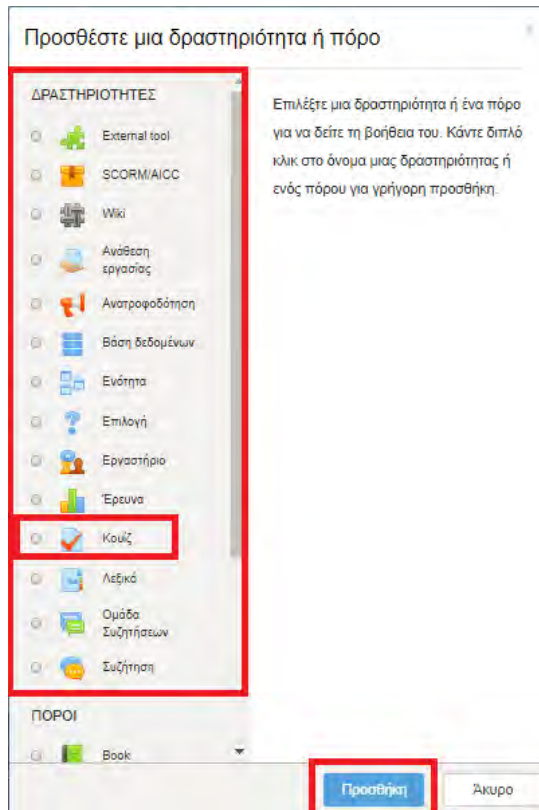 Προσθέστε μια δραστηριότητα ή πόρο
ΔΡΑΣΤΗΡΙΟΤΗΤΕΣ
External tool
SCORM/AICC
Wiki
Ανάθεση
εργασίας
Ανατροφοδότηση
Βάση δεδομένων
Ενότητα
Επιλογή
Εργαστήριο
Έρευνα
Κουίζ
Λεξικό
Ομάδα
Συζητήσεων
Συζήτηση
ΠΟΡΟΙ
Book
Επιλέξτε μια δραστηριότητα ή ένα πόρο
για να δείτε τη βοήθεια του. Κάντε διπλό
κλικ στο όνομα μιας δραστηριότητας ή
ενός πόρου για γρήγορη προσθήκη.
Προσθήκη
Άκυρο